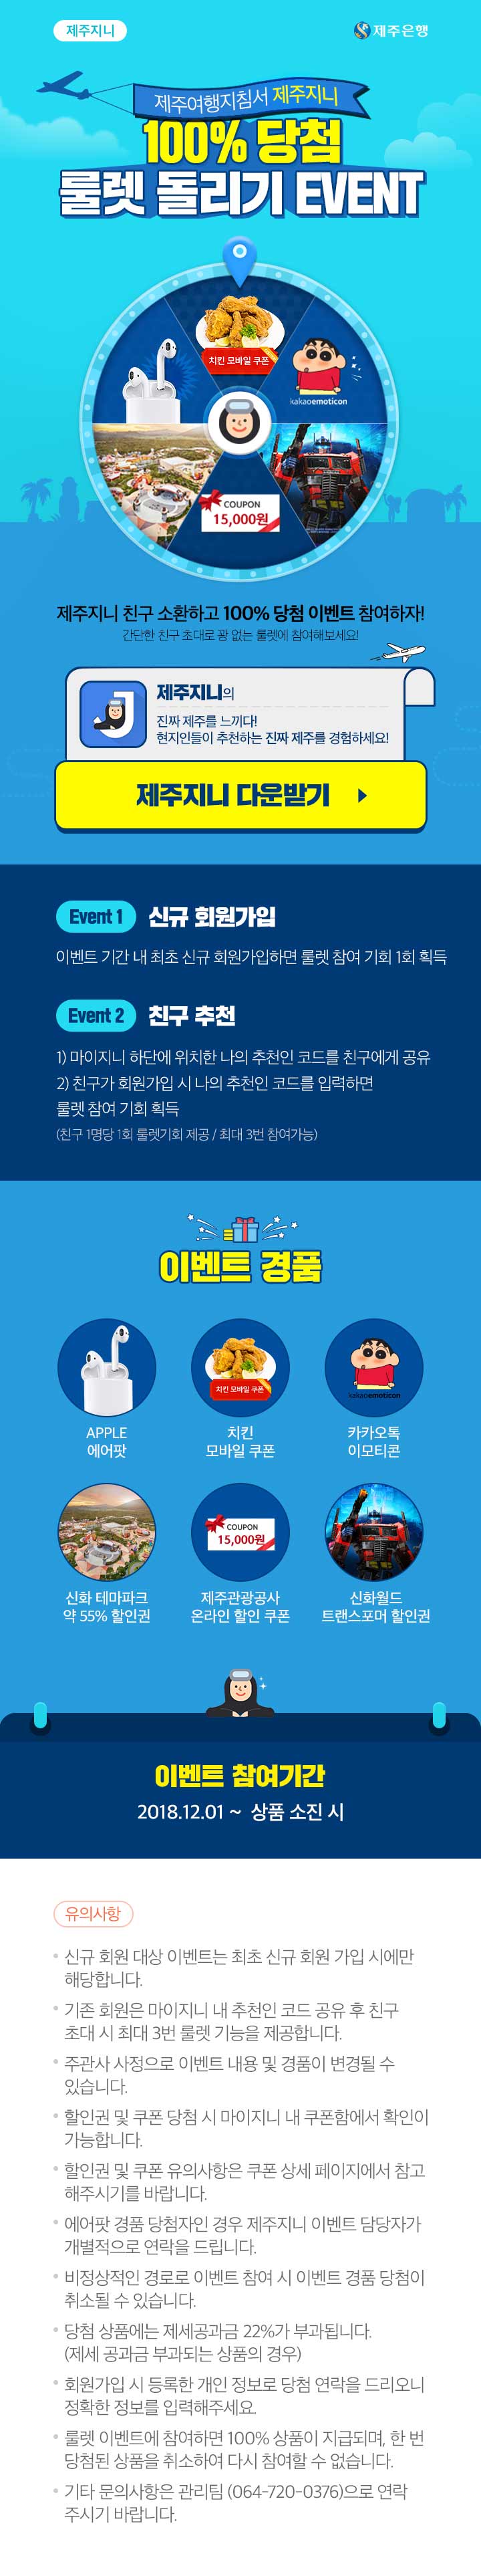 제주지니
제주은행
제주여행지침서 제주지니
100% 당첨
룰렛 돌리기 EVENT
치킨 모바일 쿠폰
kakaoemoticon
COUPON
15,000원
제주지니 친구 소환하고 100% 당첨 이벤트 참여하자!
간단한 친구 초대로 꽝 없는 룰렛에 참여해보세요!
제주지니의
진짜 제주를 느끼다!
현지인들이 추천하는 진짜 제주를 경험하세요!
제주지니 다운받기
Event 1 신규 회원가입
이벤트 기간 내 최초 신규 회원가입하면 룰렛 참여 기회 1회 획득
Event 2 친구 추천
1) 마이지니 하단에 위치한 나의 추천인 코드를 친구에게 공유
2) 친구가 회원가입 시 나의 추천인 코드를 입력하면
룰렛 참여 기회 획득
(친구 1명당 1회 룰렛기회 제공 / 최대 3번 참여가능)
이벤트 경품
치킨 모바일 쿠폰
kakaoemoticon
APPLE
에어팟
치킨
모바일 쿠폰
카카오톡
이모티콘
COUPON
15,000원
신화 테마파크
약 55% 할인권
제주관광공사
온라인 할인 쿠폰
신화월드
트랜스포머 할인권
이벤트 참여기간
2018.12.01 ~ 상품 소진 시
유의사항
• 신규 회원 대상 이벤트는 최초 신규 회원 가입 시에만
해당합니다.
• 기존 회원은 마이지니 내 추천인 코드 공유 후 친구
초대 시 최대 3번 룰렛 기능을 제공합니다.
• 주관사 사정으로 이벤트 내용 및 경품이 변경될 수
있습니다.
• 할인권 및 쿠폰 당첨 시 마이지니 내 쿠폰함에서 확인이
가능합니다.
• 할인권 및 쿠폰 유의사항은 쿠폰 상세 페이지에서 참고
해주시기를 바랍니다.
• 에어팟 경품 당첨자인 경우 제주지니 이벤트 담당자가
개별적으로 연락을 드립니다.
• 비정상적인 경로로 이벤트 참여 시 이벤트 경품 당첨이
취소될 수 있습니다.
• 당첨 상품에는 제세공과금 22%가 부과됩니다.
(제세 공과금 부과되는 상품의 경우)
• 회원가입 시 등록한 개인 정보로 당첨 연락을 드리오니
정확한 정보를 입력해주세요.
• 룰렛 이벤트에 참여하면 100% 상품이 지급되며, 한 번
당첨된 상품을 취소하여 다시 참여할 수 없습니다.
• 기타 문의사항은 관리팀 (064-720-0376)으로 연락
주시기 바랍니다.